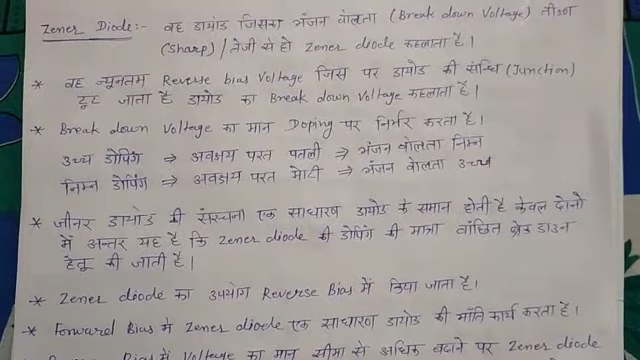 Zener Diode:- वह डायोड जिसका भंजन वोल्टता (Break down Voltage) तीक्ष्ण
(Sharp) / तेजी से हो Zener diode कहलाता है।
* वह न्यूनतम Reverse bias Voltage जिस पर डायोड की संन्धि (Junction)
टूट जाता है डायोड का Break down Voltage कहलाता है।
* Break down Voltage का मान Doping पर निर्भर करता है।
उच्च डोपिंग ⇒ अवक्षय परत पतली ⇒ भंजन वोल्टता निम्न
निम्न डोपिंग ⇒ अवक्षय परत मोटी ⇒ भंजन वोल्टता उच्च
* जीनर डायोड की संरचना एक साधारण डायोड के समान होती है केवल दोनो
में अन्तर यह है कि Zener diode की डोपिंग की मात्रा वांछित ब्रेक डाउन
हेतू की जाती है।
* Zener diode का उपयोग Reverse Bias में किया जाता है।
* Forward Bias में Zener diode एक साधारण डायोड की भाँति कार्य करता है।
Bias में Voltage का मान सीमा से अधिक बढाने पर Zener diode